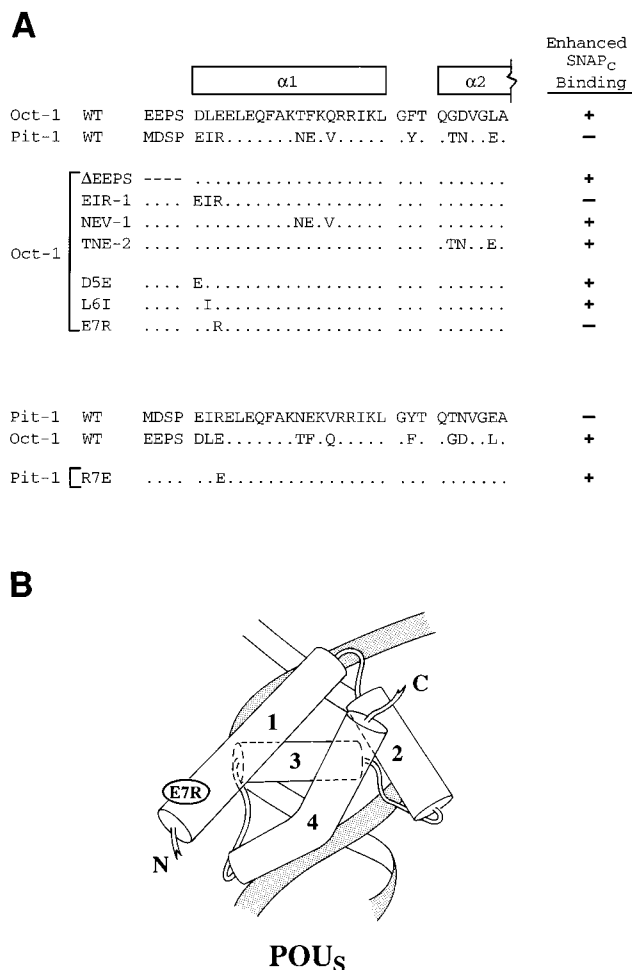 A
Enhanced
SNAPc
Binding
α1 α2
Oct-1 WT EEPS DLEELEQFAKTFKQRRIKL GFT QGDVGLA +
Pit-1 WT MDSP EIR.......NE.V...... .Y. .TN..E. −
ΔEEPS ---- ................... ... ....... +
EIR-1 .... EIR................ ... ....... −
NEV-1 .... ..........NE.V..... ... ....... +
TNE-2 .... ................... ... .TN..E. +
Oct-1
D5E .... E.................. ... ....... +
L6I .... .I................. ... ....... +
E7R .... ..R................ ... ....... −
Pit-1 WT MDSP EIRELEQFAKNEKVRRIKL GYT QTNVGEA −
Oct-1 WT EEPS DLE.......TF.Q..... .F. .GD..L. +
Pit-1 R7E .... ..E................ ... ....... +
B
1
C
3
2
E7R
4
N
POUS